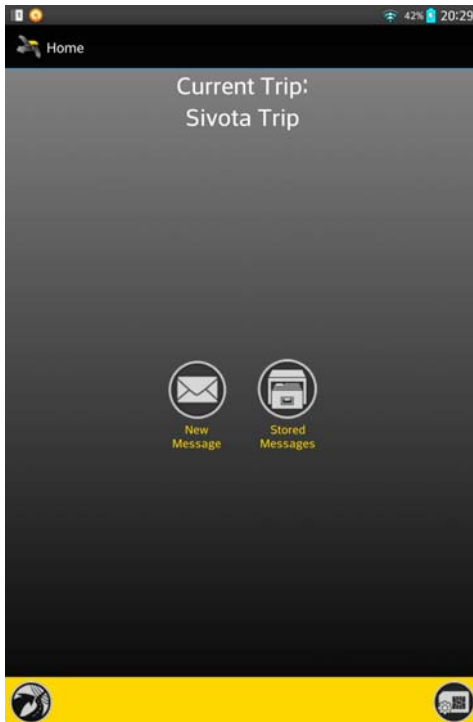 42% 20:29
Home
Current Trip:
Sivota Trip
New
Message
Stored
Messages